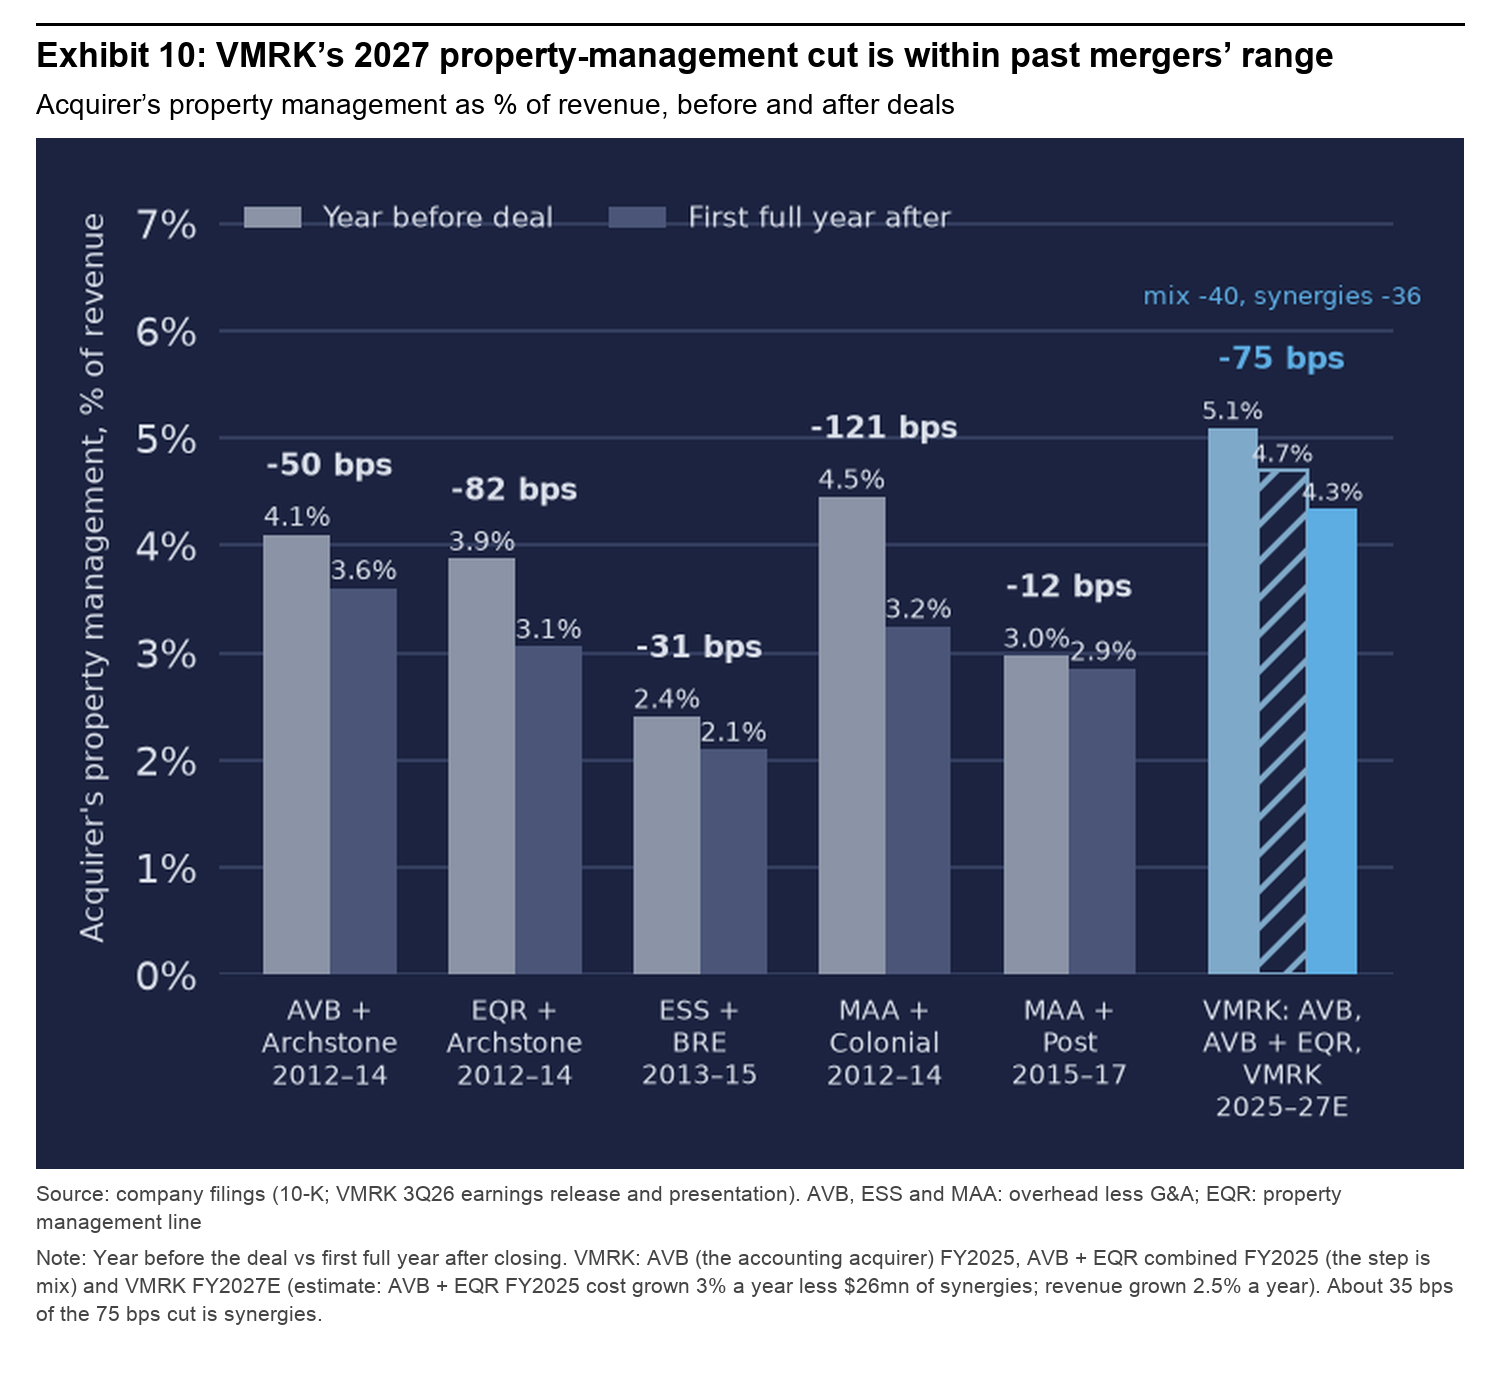 Exhibit 10: VMRK’s 2027 property-management cut is within past mergers’ range
Acquirer’s property management as % of revenue, before and after deals
Year before deal
First full year after
Acquirer's property management, % of revenue
7%
6%
5%
4%
3%
2%
1%
0%
-50 bps
4.1%
3.6%
-82 bps
3.9%
3.1%
-31 bps
2.4%
2.1%
-121 bps
4.5%
3.2%
-12 bps
3.0%
2.9%
mix -40, synergies -36
-75 bps
5.1%
4.7%
4.3%
AVB +
Archstone
2012–14
EQR +
Archstone
2012–14
ESS +
BRE
2013–15
MAA +
Colonial
2012–14
MAA +
Post
2015–17
VMRK: AVB,
AVB + EQR,
VMRK
2025–27E
Source: company filings (10-K; VMRK 3Q26 earnings release and presentation). AVB, ESS and MAA: overhead less G&A; EQR: property
management line
Note: Year before the deal vs first full year after closing. VMRK: AVB (the accounting acquirer) FY2025, AVB + EQR combined FY2025 (the step is
mix) and VMRK FY2027E (estimate: AVB + EQR FY2025 cost grown 3% a year less $26mn of synergies; revenue grown 2.5% a year). About 35 bps
of the 75 bps cut is synergies.